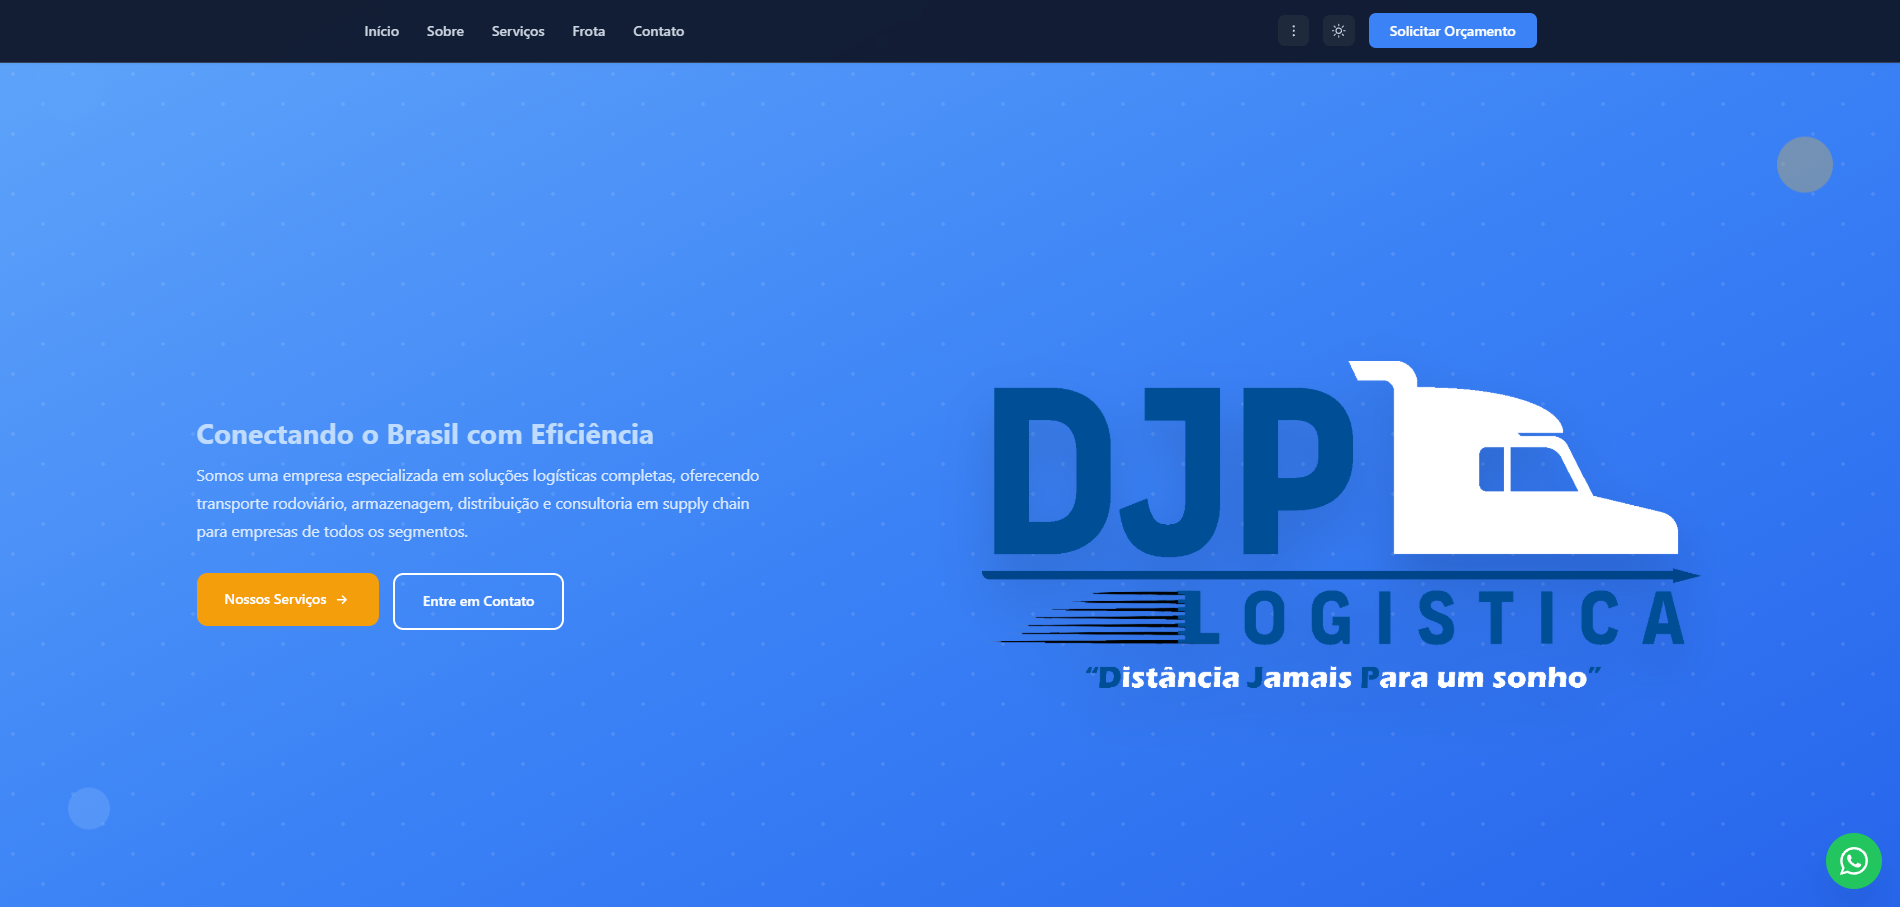 Início
Sobre
Serviços
Frota
Contato
Solicitar Orçamento
Conectando o Brasil com Eficiência
Somos uma empresa especializada em soluções logísticas completas, oferecendo
transporte rodoviário, armazenagem, distribuição e consultoria em supply chain
para empresas de todos os segmentos.
Nossos Serviços →
Entre em Contato
DJP
LOGISTICA
“Distância Jamais Para um sonho”